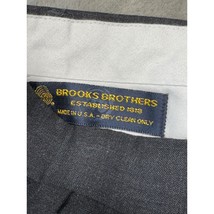 BROOKS BROTHERS
ESTABLISHED 1818
MADE IN U.S.A. - DRY CLEAN ONLY